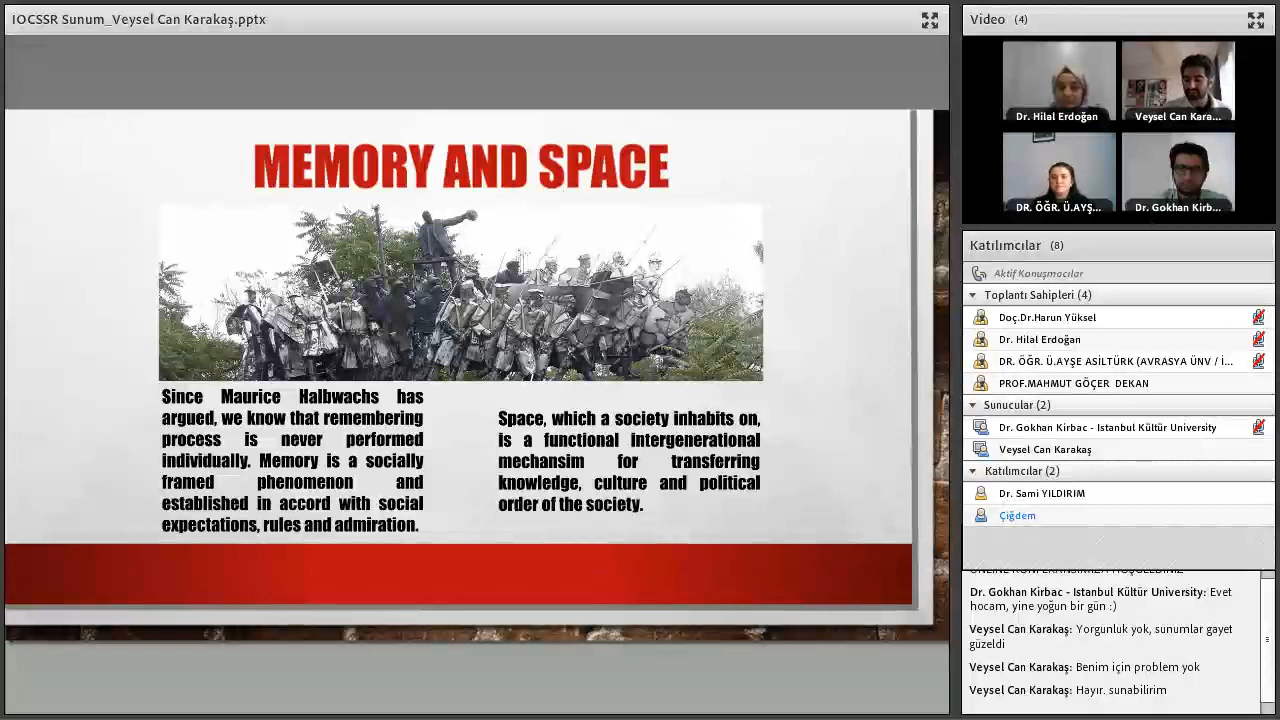 IOCSSR Sunum_Veysel Can Karakaş.pptx
MEMORY AND SPACE
Since Maurice Halbwachs has
argued, we know that remembering
process is never performed
individually. Memory is a socially
framed phenomenon and
established in accord with social
expectations, rules and admiration.
Space, which a society inhabits on,
is a functional intergenerational
mechansim for transferring
knowledge, culture and political
order of the society.
Video (4)
Dr. Hilal Erdoğan
Veysel Can Kara...
DR. ÖĞR. Ü.AYŞ...
Dr. Gokhan Kirb...
Katılımcılar (8)
Aktif Konuşmacılar
Toplantı Sahipleri (4)
Doç.Dr.Harun Yüksel
Dr. Hilal Erdoğan
DR. ÖĞR. Ü.AYŞE ASİLTÜRK (AVRASYA ÜNV / İ...
PROF.MAHMUT GÖÇER DEKAN
Sunucular (2)
Dr. Gokhan Kirbac - Istanbul Kültür University
Veysel Can Karakaş
Katılımcılar (2)
Dr. Sami YILDIRIM
Çiğdem
ONLINE KONFERANSIMIZA HOŞGELDİNİZ
Dr. Gokhan Kirbac - Istanbul Kültür University: Evet
hocam, yine yoğun bir gün :)
Veysel Can Karakaş: Yorgunluk yok, sunumlar gayet
güzeldi
Veysel Can Karakaş: Benim için problem yok
Veysel Can Karakaş: Hayır. sunabilirim